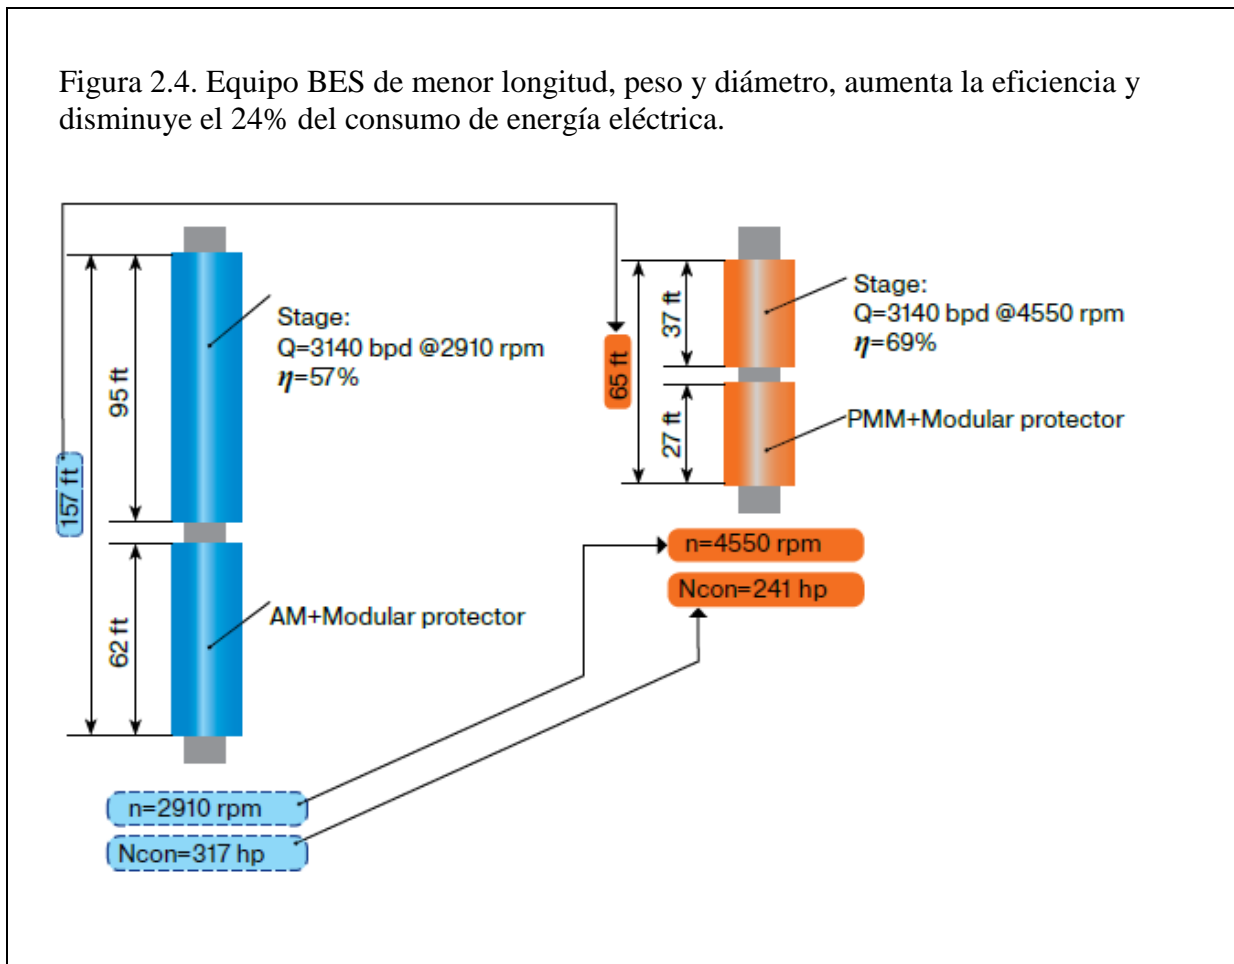 Figura 2.4. Equipo BES de menor longitud, peso y diámetro, aumenta la eficiencia y
disminuye el 24% del consumo de energía eléctrica.
Stage:
Q=3140 bpd @2910 rpm
η=57%
95 ft
157 ft
62 ft
AM+Modular protector
n=2910 rpm
Ncon=317 hp
Stage:
Q=3140 bpd @4550 rpm
η=69%
37 ft
65 ft
27 ft
PMM+Modular protector
n=4550 rpm
Ncon=241 hp